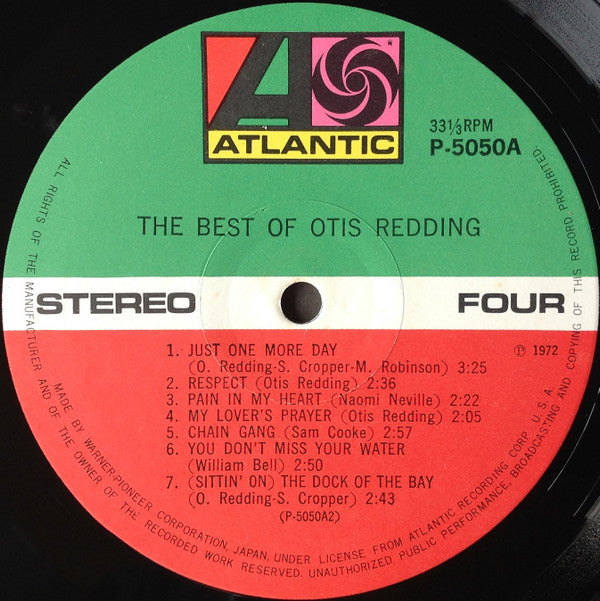 A
ATLANTIC
33⅓RPM
P-5050A
THE BEST OF OTIS REDDING
STEREO
FOUR
℗ 1972
1. JUST ONE MORE DAY
(O. Redding-S. Cropper-M. Robinson) 3:25
2. RESPECT (Otis Redding) 2:36
3. PAIN IN MY HEART (Naomi Neville) 2:22
4. MY LOVER'S PRAYER (Otis Redding) 2:05
5. CHAIN GANG (Sam Cooke) 2:57
6. YOU DON'T MISS YOUR WATER
(William Bell) 2:50
7. (SITTIN' ON) THE DOCK OF THE BAY
(O. Redding-S. Cropper) 2:43
(P-5050A2)
MADE BY WARNER-PIONEER CORPORATION, JAPAN, UNDER LICENSE FROM ATLANTIC RECORDING CORP. U.S.A.
ALL RIGHTS OF THE MANUFACTURER AND OF THE OWNER OF THE RECORDED WORK RESERVED. UNAUTHORIZED PUBLIC PERFORMANCE, BROADCASTING AND COPYING OF THIS RECORD PROHIBITED.